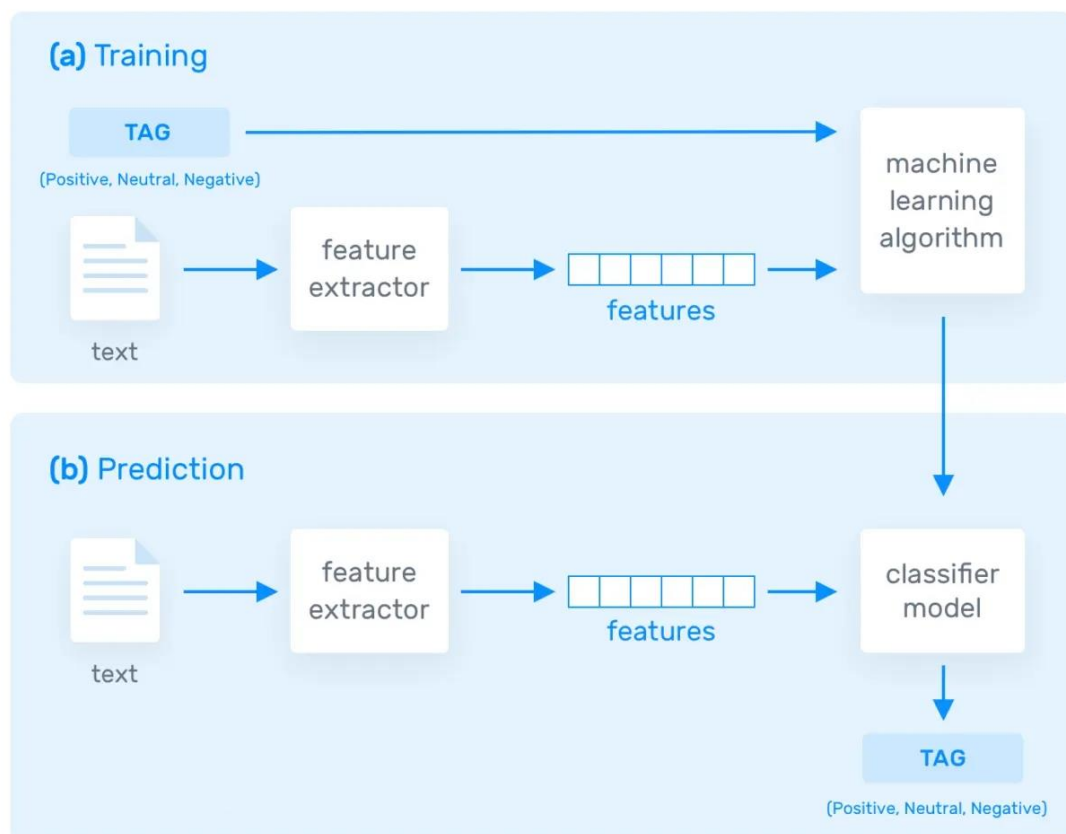 (a) Training
TAG
(Positive, Neutral, Negative)
machine
learning
algorithm
feature
extractor
features
text
(b) Prediction
feature
extractor
features
text
classifier
model
TAG
(Positive, Neutral, Negative)